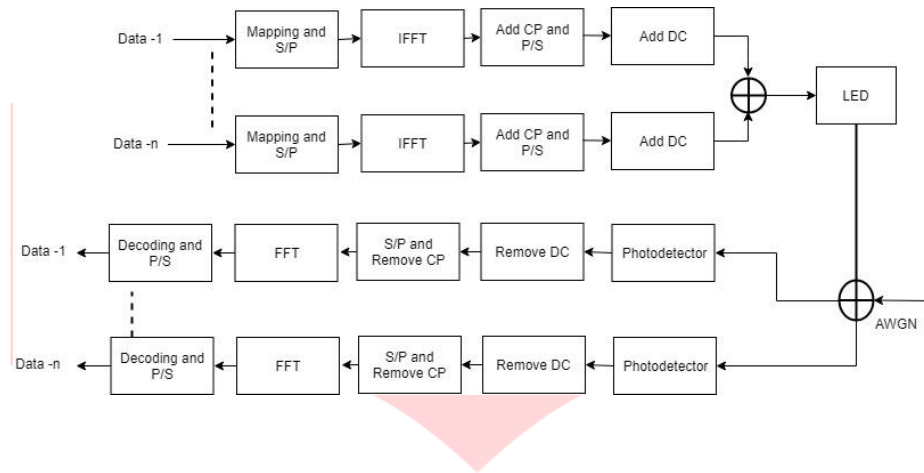 Data -1
Mapping and
S/P
IFFT
Add CP and
P/S
Add DC
LED
Data -n
Mapping and
S/P
IFFT
Add CP and
P/S
Add DC
Data -1
Decoding and
P/S
FFT
S/P and
Remove CP
Remove DC
Photodetector
AWGN
Data -n
Decoding and
P/S
FFT
S/P and
Remove CP
Remove DC
Photodetector